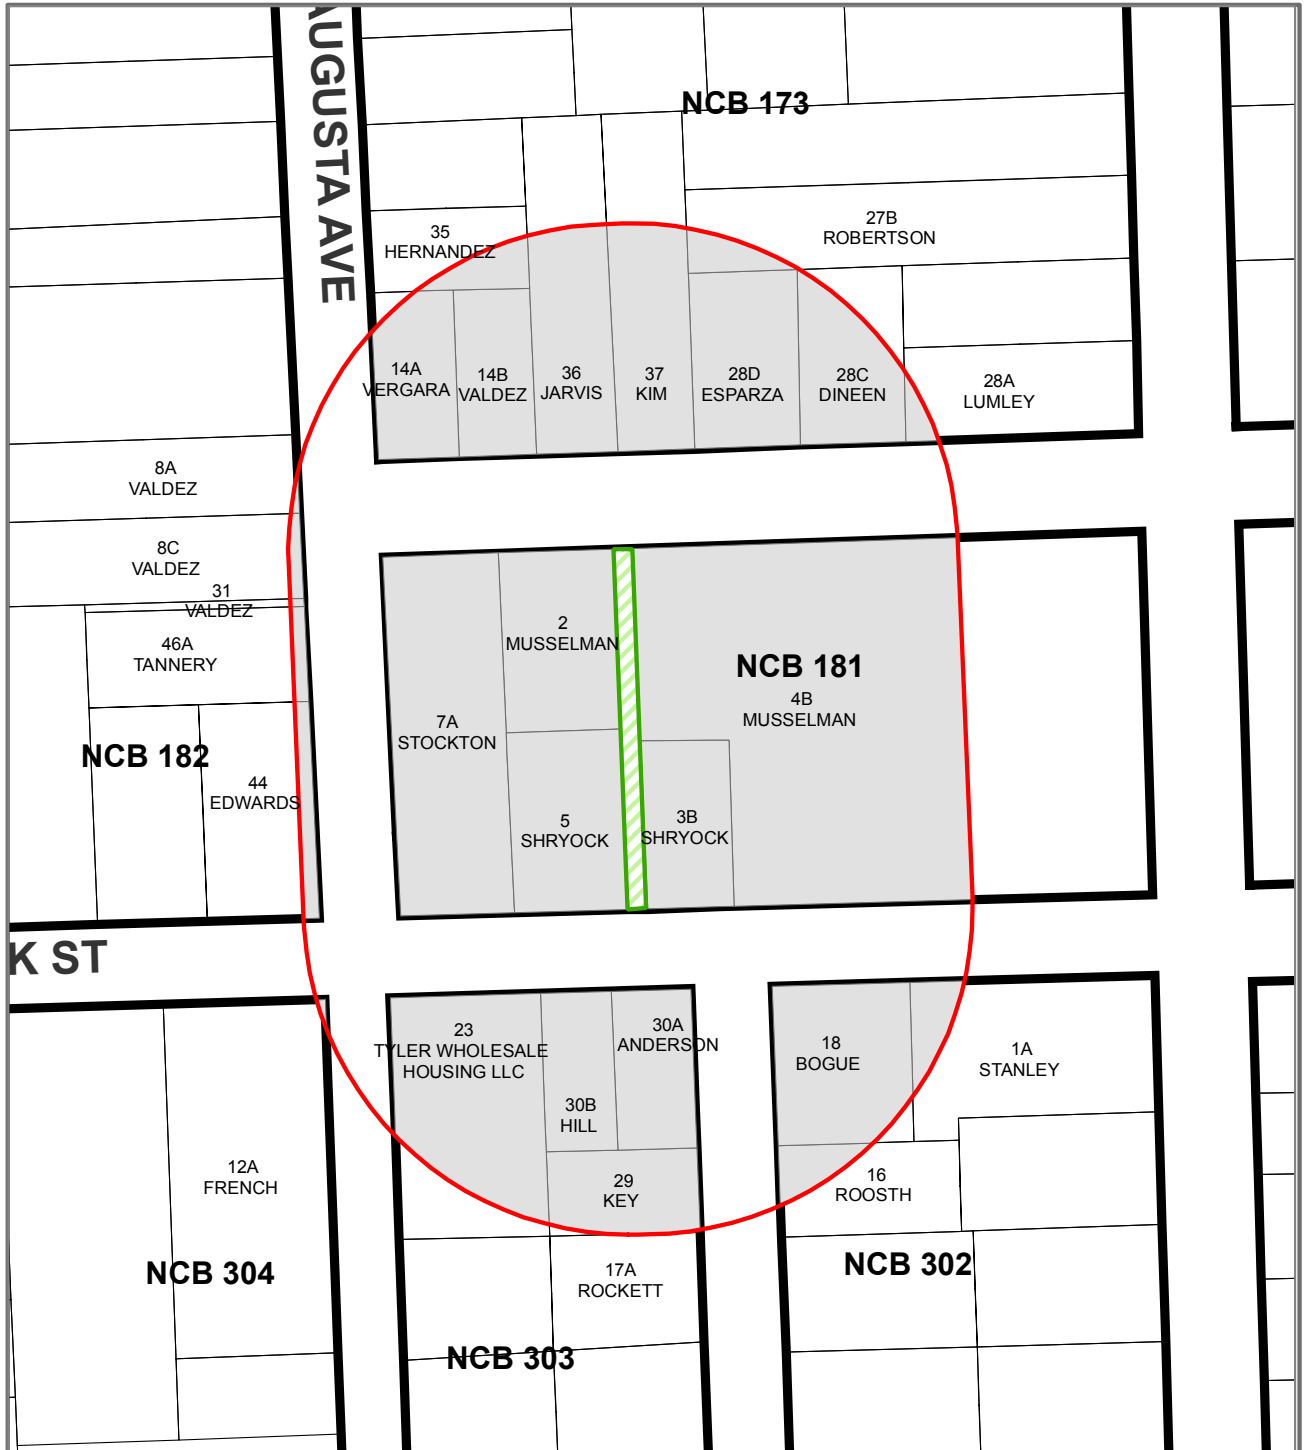 AUGUSTA AVE
NCB 173
27B
ROBERTSON
35
HERNANDEZ
14A
VERGARA
14B
VALDEZ
36
JARVIS
37
KIM
28D
ESPARZA
28C
DINEEN
28A
LUMLEY
8A
VALDEZ
8C
VALDEZ
31
VALDEZ
46A
TANNERY
NCB 182
44
EDWARDS
2
MUSSELMAN
NCB 181
4B
MUSSELMAN
7A
STOCKTON
5
SHRYOCK
3B
SHRYOCK
K ST
23
TYLER WHOLESALE
HOUSING LLC
30A
ANDERSON
30B
HILL
29
KEY
18
BOGUE
1A
STANLEY
16
ROOSTH
12A
FRENCH
NCB 304
17A
ROCKETT
NCB 302
NCB 303